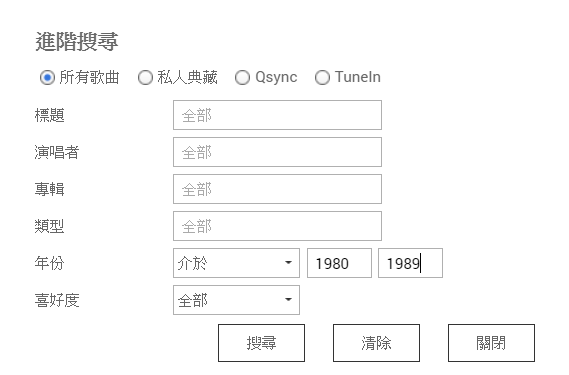 進階搜尋
所有歌曲 私人典藏 Qsync TuneIn
標題 全部
演唱者 全部
專輯 全部
類型 全部
年份 介於 1980 1989
喜好度 全部
搜尋 清除 關閉